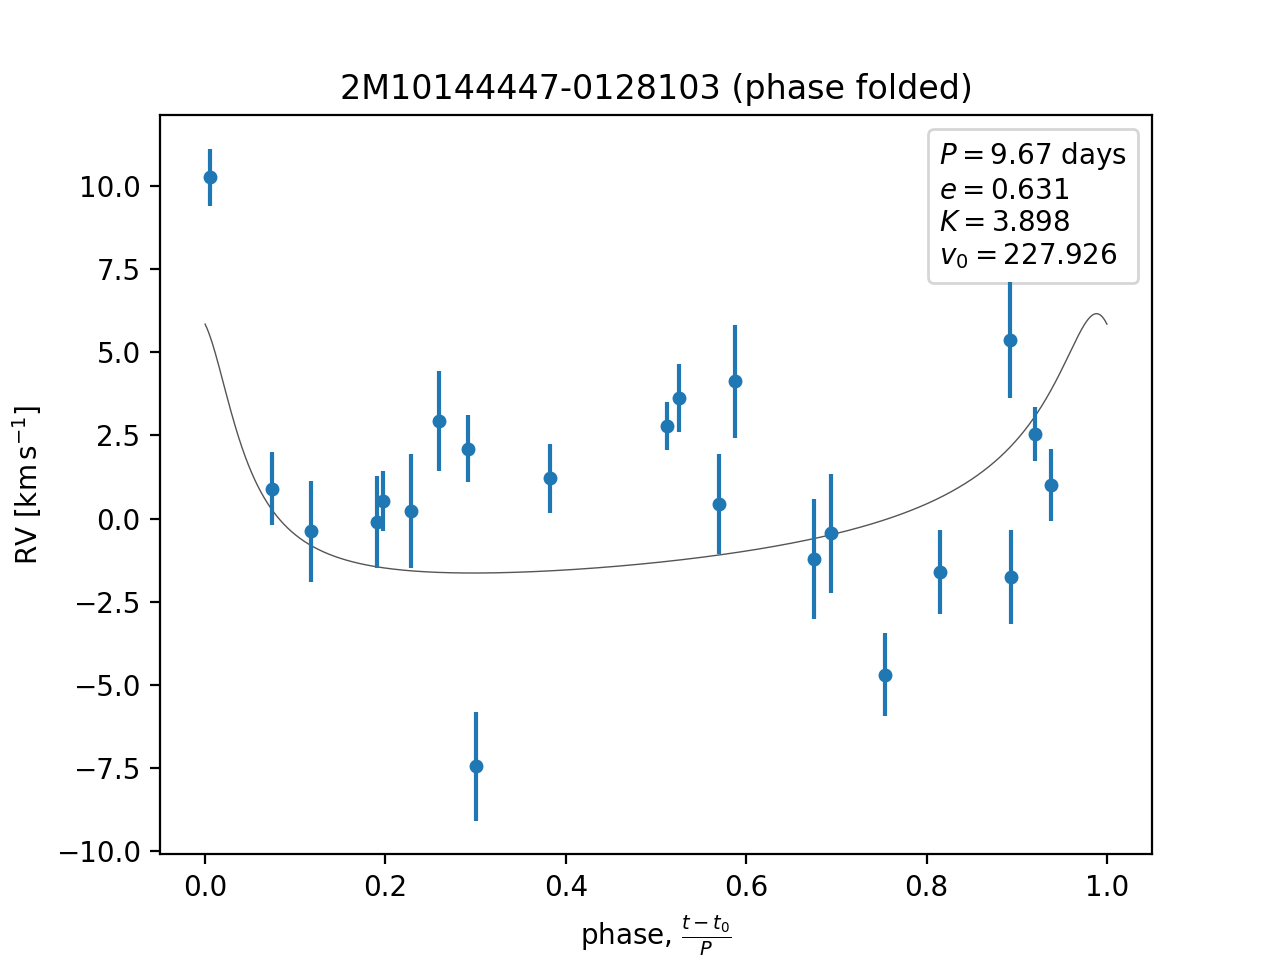 2M10144447-0128103 (phase folded)
P = 9.67 days
e = 0.631
K = 3.898
v₀ = 227.926
RV [km s⁻¹]
10.0
7.5
5.0
2.5
0.0
−2.5
−5.0
−7.5
−10.0
0.0 0.2 0.4 0.6 0.8 1.0
phase, (t − t₀)/P